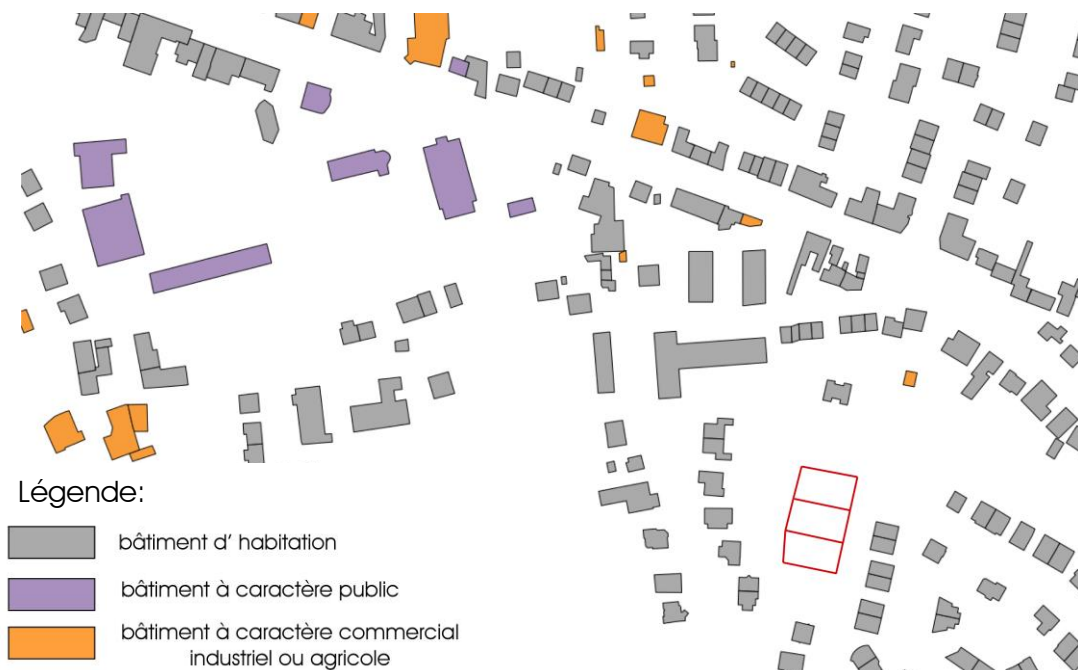 Légende:
bâtiment d' habitation
bâtiment à caractère public
bâtiment à caractère commercial
industriel ou agricole